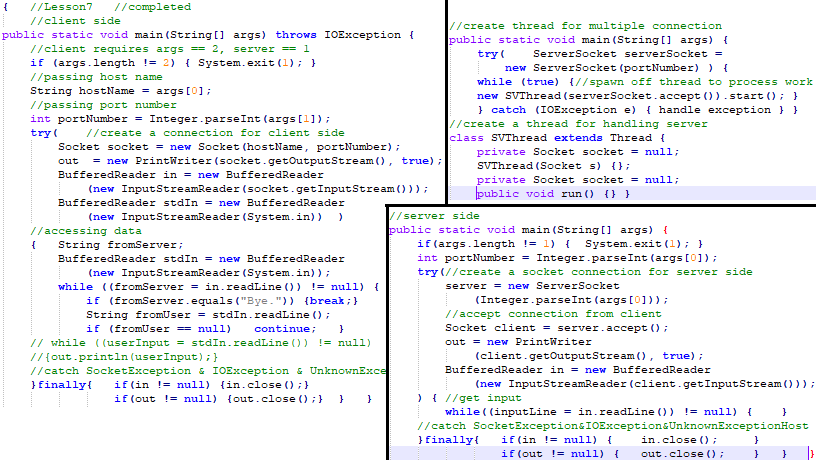 {   //Lesson7   //completed
    //client side
public static void main(String[] args) throws IOException {
    //client requires args == 2, server == 1
    if (args.length != 2) { System.exit(1); }
    //passing host name
    String hostName = args[0];
    //passing port number
    int portNumber = Integer.parseInt(args[1]);
    try(    //create a connection for client side
        Socket socket = new Socket(hostName, portNumber);
        out  = new PrintWriter(socket.getOutputStream(), true);
        BufferedReader in = new BufferedReader
            (new InputStreamReader(socket.getInputStream()));
        BufferedReader stdIn = new BufferedReader
            (new InputStreamReader(System.in))  )
    //accessing data
    {   String fromServer;
        BufferedReader stdIn = new BufferedReader
            (new InputStreamReader(System.in));
        while ((fromServer = in.readLine()) != null) {
            if (fromServer.equals("Bye.")) {break;}
            String fromUser = stdIn.readLine();
            if (fromUser == null)   continue;   }
    // while ((userInput = stdIn.readLine()) != null)
    //{out.println(userInput);}
    //catch SocketException & IOException & UnknownExce
    }finally{   if(in != null) {in.close();}
                if(out != null) {out.close();}  }   }
//create thread for multiple connection
public static void main(String[] args) {
    try(    ServerSocket serverSocket =
        new ServerSocket(portNumber) ) {
    while (true) {//spawn off thread to process work
    new SVThread(serverSocket.accept()).start(); }
    } catch (IOException e) { handle exception } }
//create a thread for handling server
class SVThread extends Thread {
    private Socket socket = null;
    SVThread(Socket s) {};
    private Socket socket = null;
    public void run() {} }
//server side
public static void main(String[] args) {
    if(args.length != 1) {  System.exit(1); }
    int portNumber = Integer.parseInt(args[0]);
    try(//create a socket connection for server side
        server = new ServerSocket
            (Integer.parseInt(args[0]));
        //accept connection from client
        Socket client = server.accept();
        out = new PrintWriter
            (client.getOutputStream(), true);
        BufferedReader in = new BufferedReader
            (new InputStreamReader(client.getInputStream()));
    ) { //get input
        while((inputLine = in.readLine()) != null) {    }
    //catch SocketException&IOException&UnknownExceptionHost
    }finally{   if(in != null) {    in.close();     }
                if(out != null) {   out.close();    }   }   }